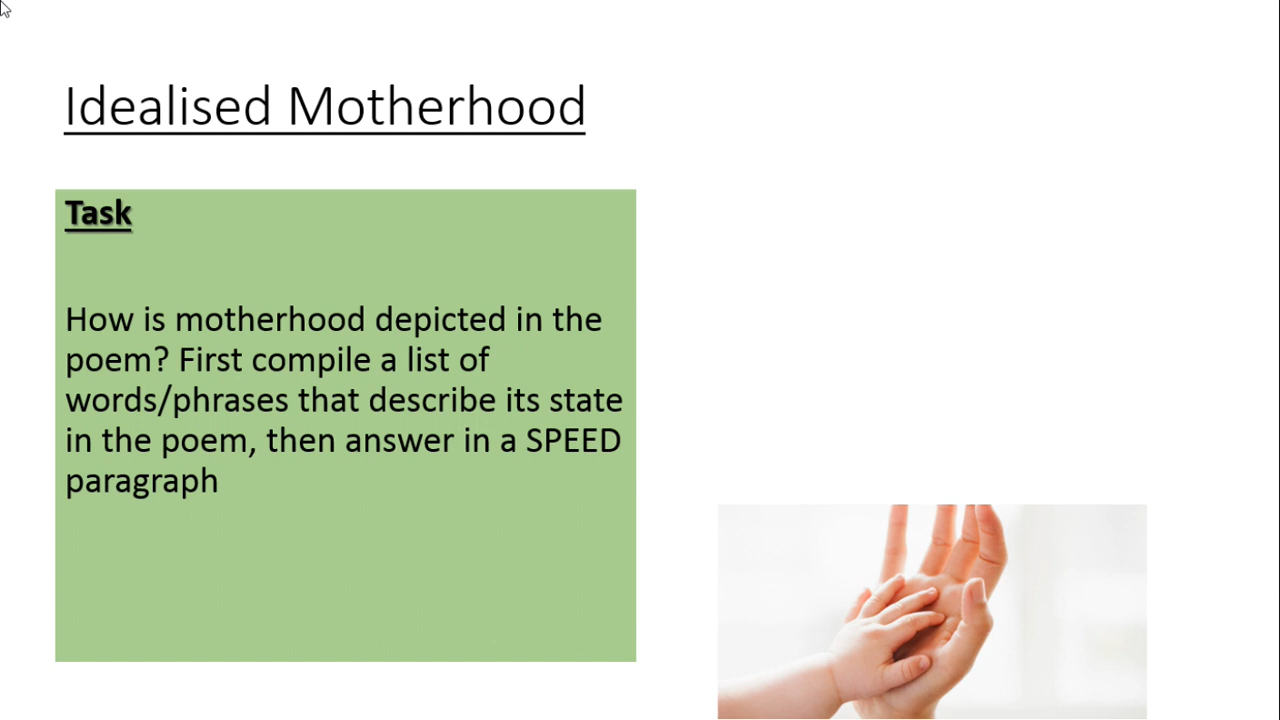 Idealised Motherhood
Task
How is motherhood depicted in the
poem? First compile a list of
words/phrases that describe its state
in the poem, then answer in a SPEED
paragraph